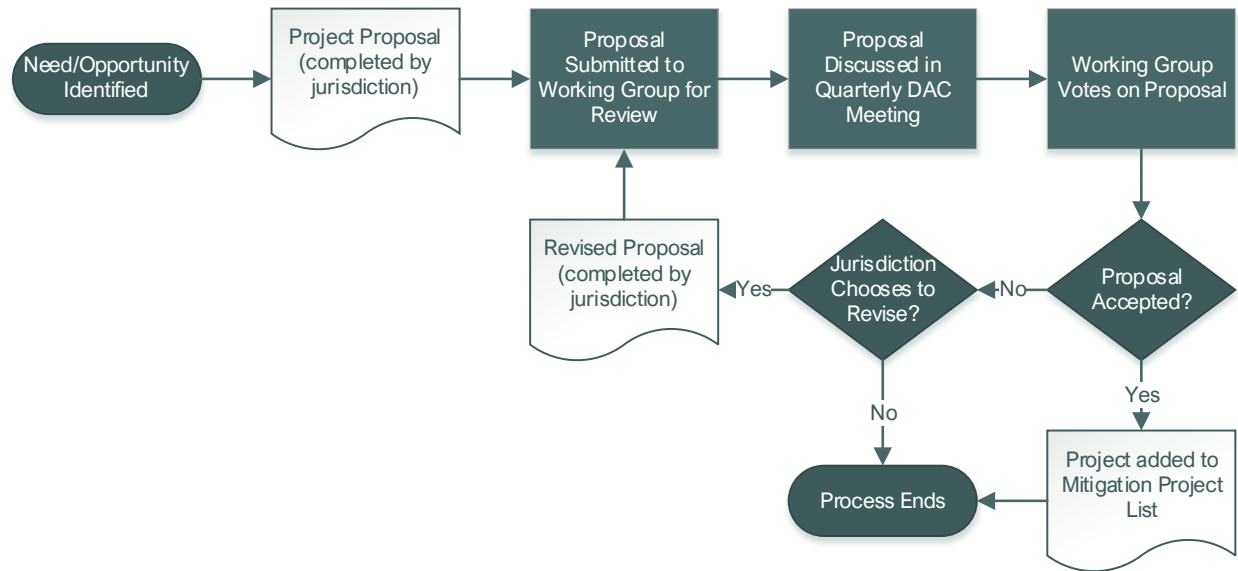 Need/Opportunity
Identified
Project Proposal
(completed by
jurisdiction)
Proposal
Submitted to
Working Group for
Review
Proposal
Discussed in
Quarterly DAC
Meeting
Working Group
Votes on Proposal
Revised Proposal
(completed by
jurisdiction)
Yes
Jurisdiction
Chooses to
Revise?
No
Proposal
Accepted?
No
Yes
Process Ends
Project added to
Mitigation Project
List